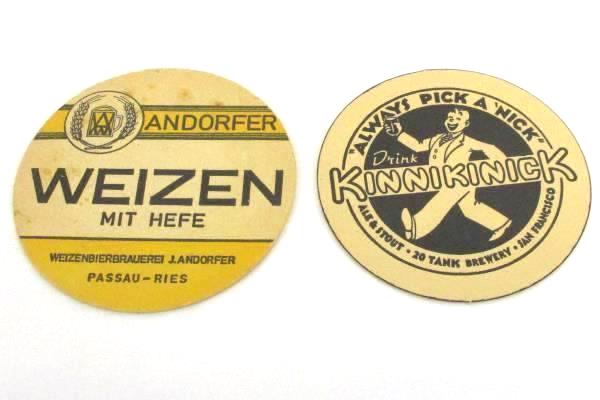 ANDORFER
WEIZEN
MIT HEFE
WEIZENBIERBRAUEREI J.ANDORFER
PASSAU-RIES
"ALWAYS PICK A 'NICK"
Drink
KINNIKINICK
ALE & STOUT · 20 TANK BREWERY · SAN FRANCISCO